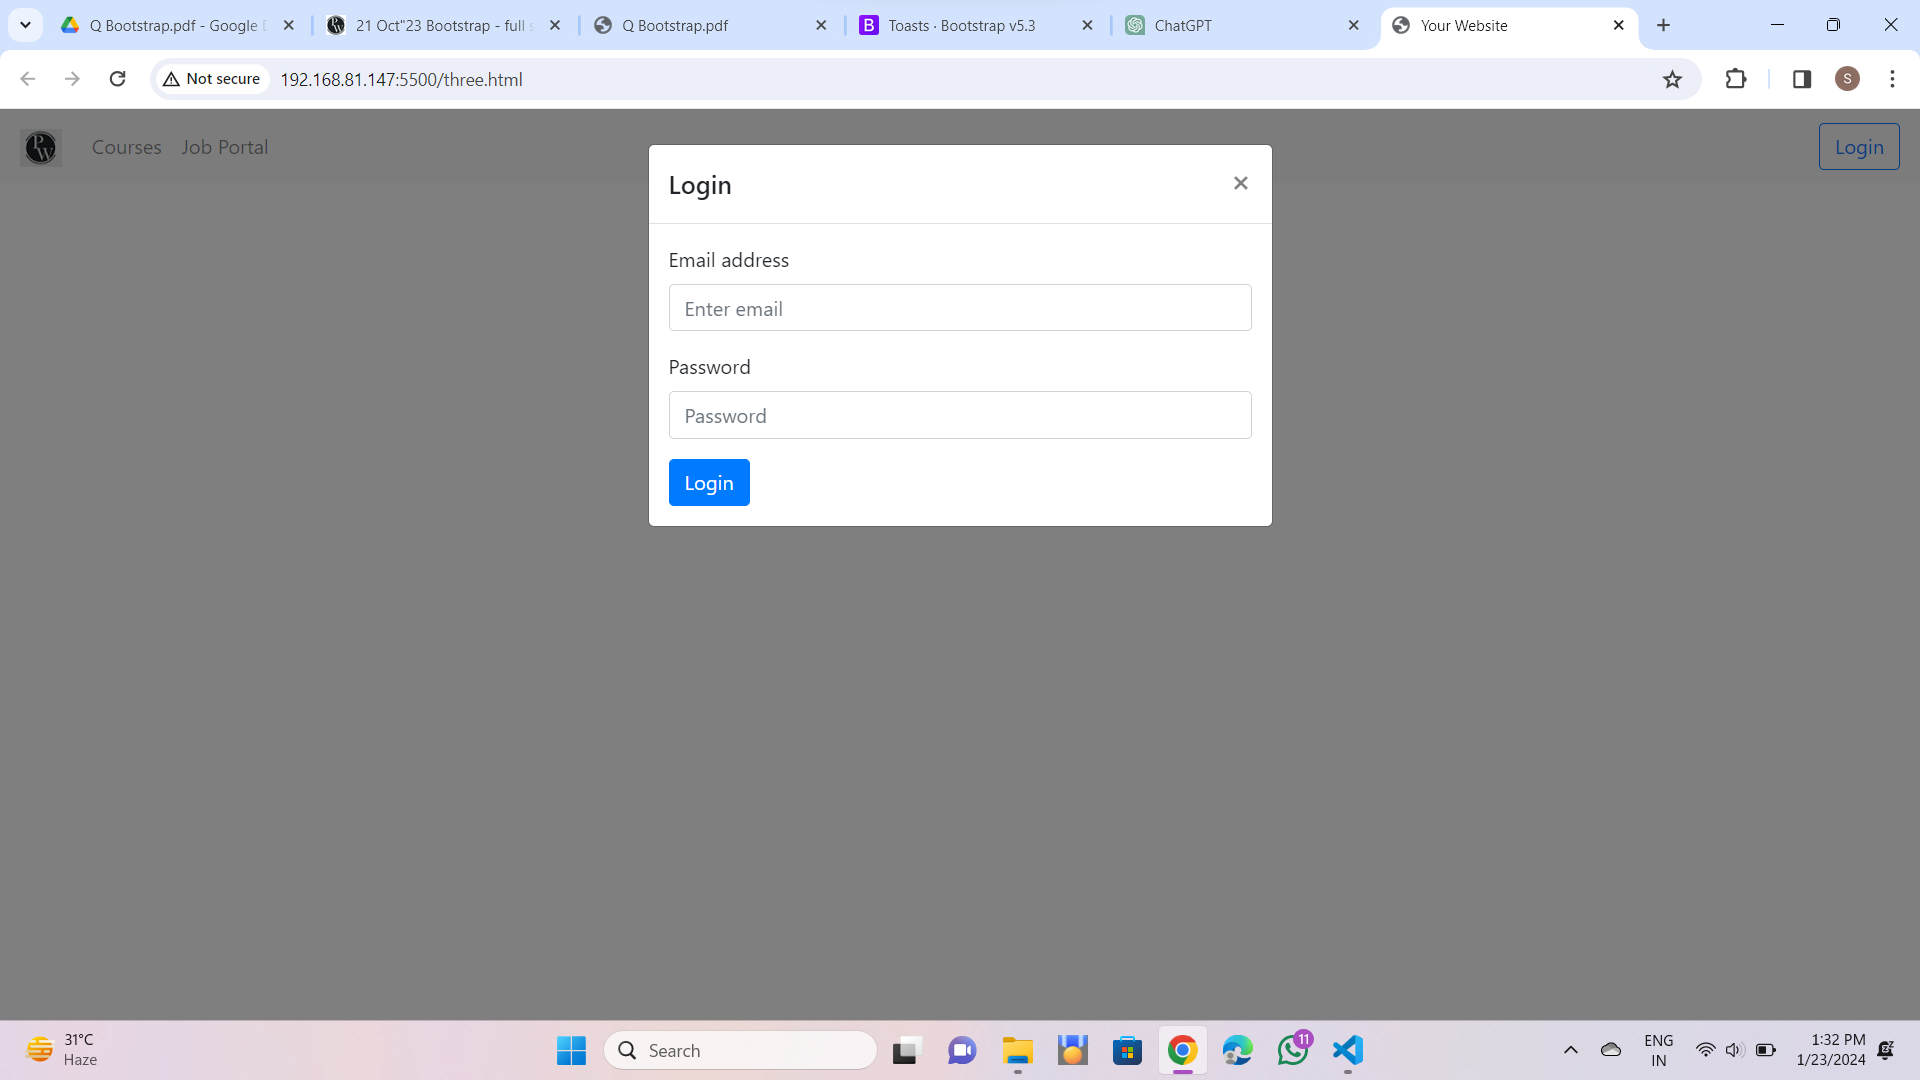 Q Bootstrap.pdf - Google D
21 Oct"23 Bootstrap - full s
Q Bootstrap.pdf
Toasts · Bootstrap v5.3
ChatGPT
Your Website
Not secure
192.168.81.147:5500/three.html
S
PW
Courses
Job Portal
Login
Login
Email address
Enter email
Password
Password
Login
31°C
Haze
Search
11
ENG
IN
1:32 PM
1/23/2024